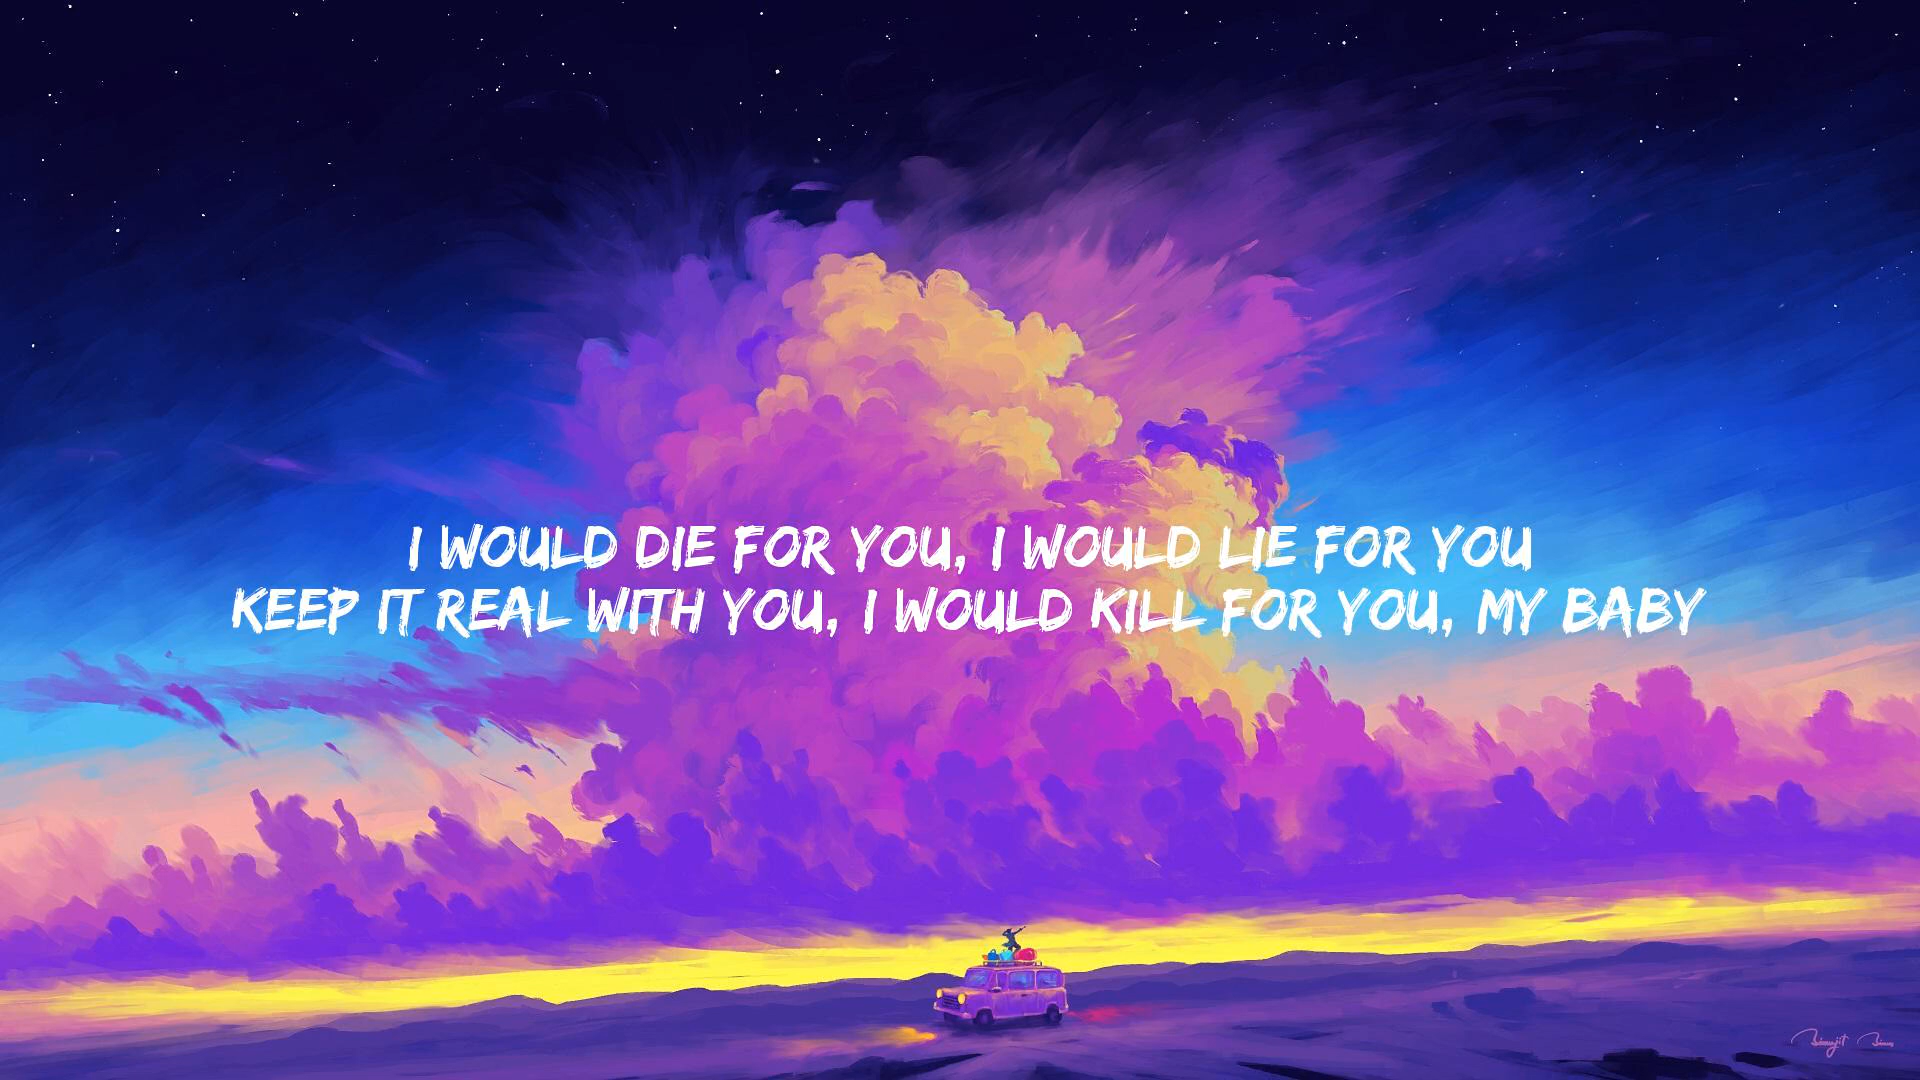 I WOULD DIE FOR YOU, I WOULD LIE FOR YOU
KEEP IT REAL WITH YOU, I WOULD KILL FOR YOU, MY BABY